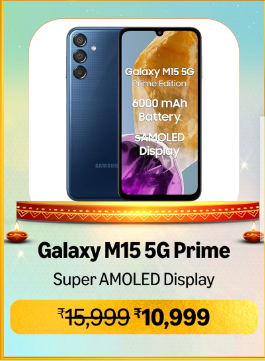 Galaxy M15 5G
Prime Edition
6000 mAh
Battery
sAMOLED
Display
SAMSUNG
Galaxy M15 5G Prime
Super AMOLED Display
₹15,999 ₹10,999